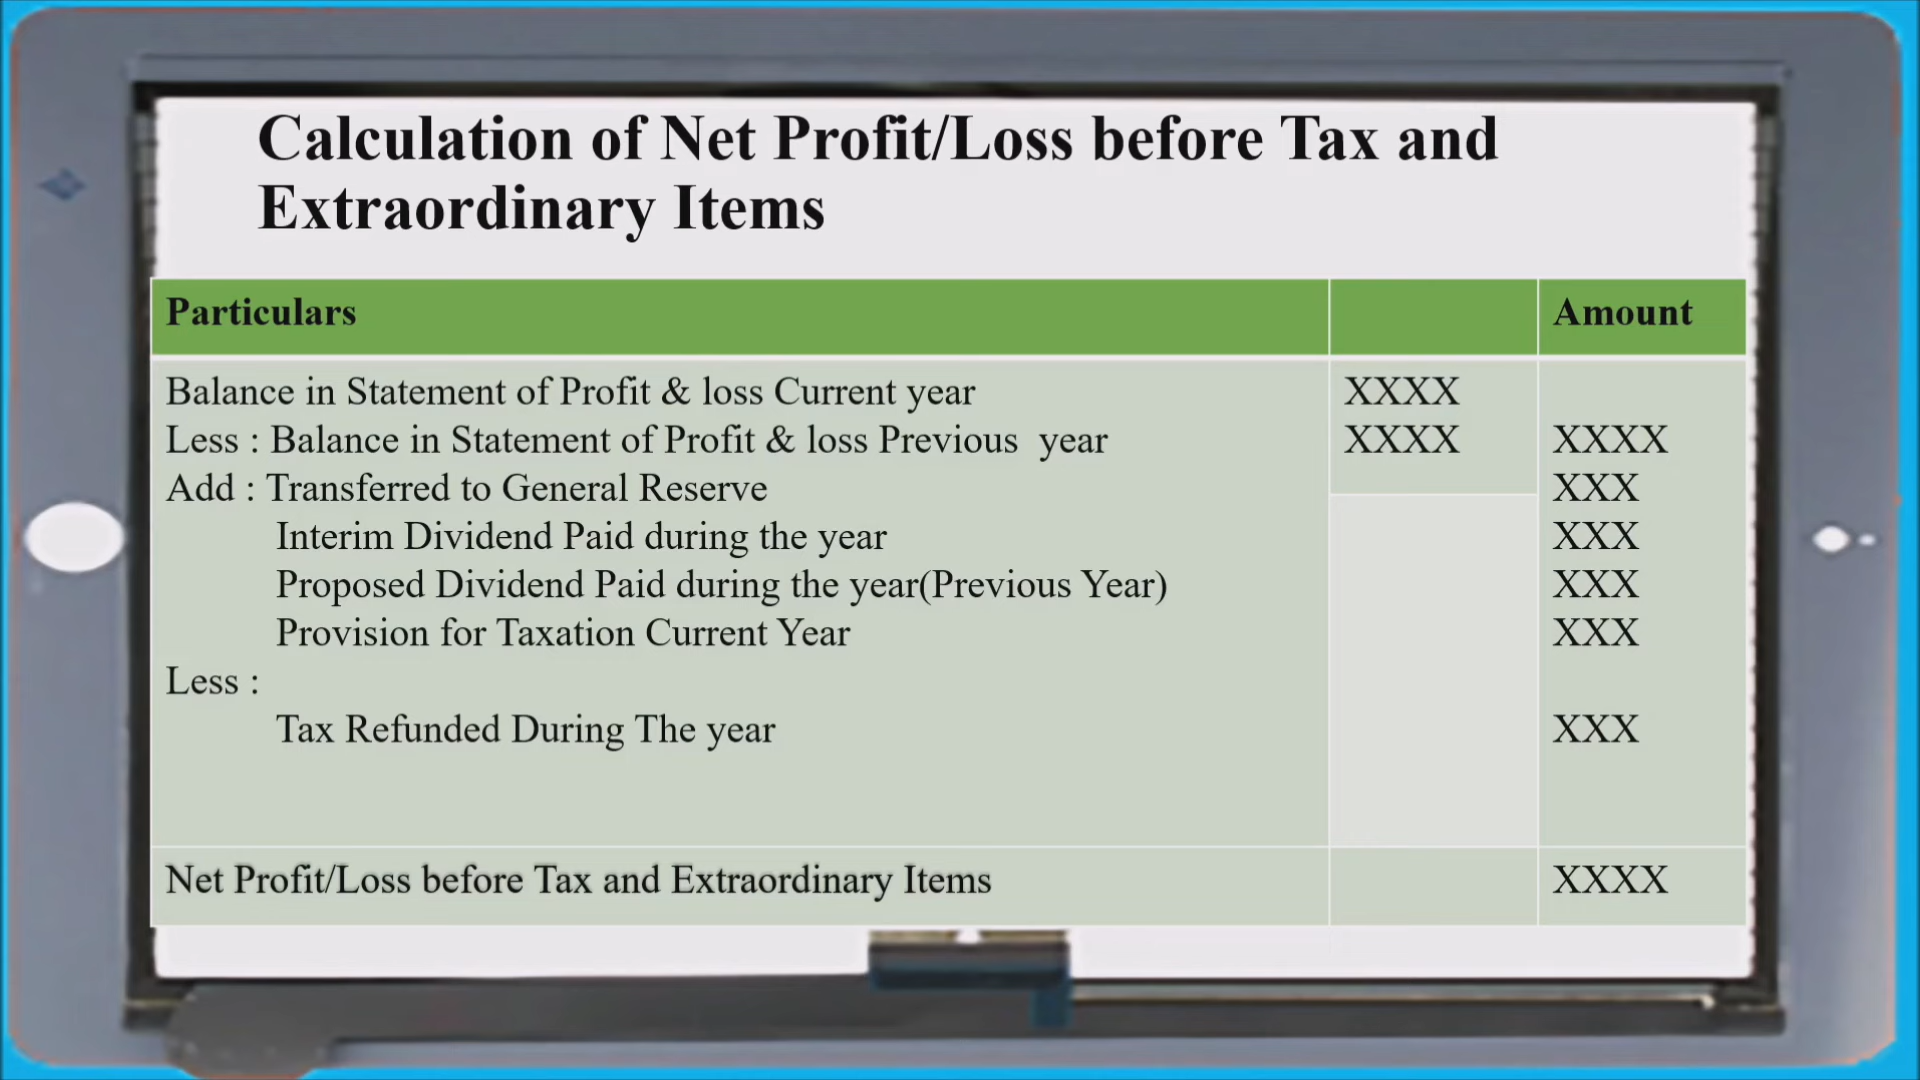 Calculation of Net Profit/Loss before Tax and
Extraordinary Items
Particulars Amount
Balance in Statement of Profit & loss Current year XXXX
Less : Balance in Statement of Profit & loss Previous year XXXX XXXX
Add : Transferred to General Reserve XXX
Interim Dividend Paid during the year XXX
Proposed Dividend Paid during the year(Previous Year) XXX
Provision for Taxation Current Year XXX
Less :
Tax Refunded During The year XXX
Net Profit/Loss before Tax and Extraordinary Items XXXX